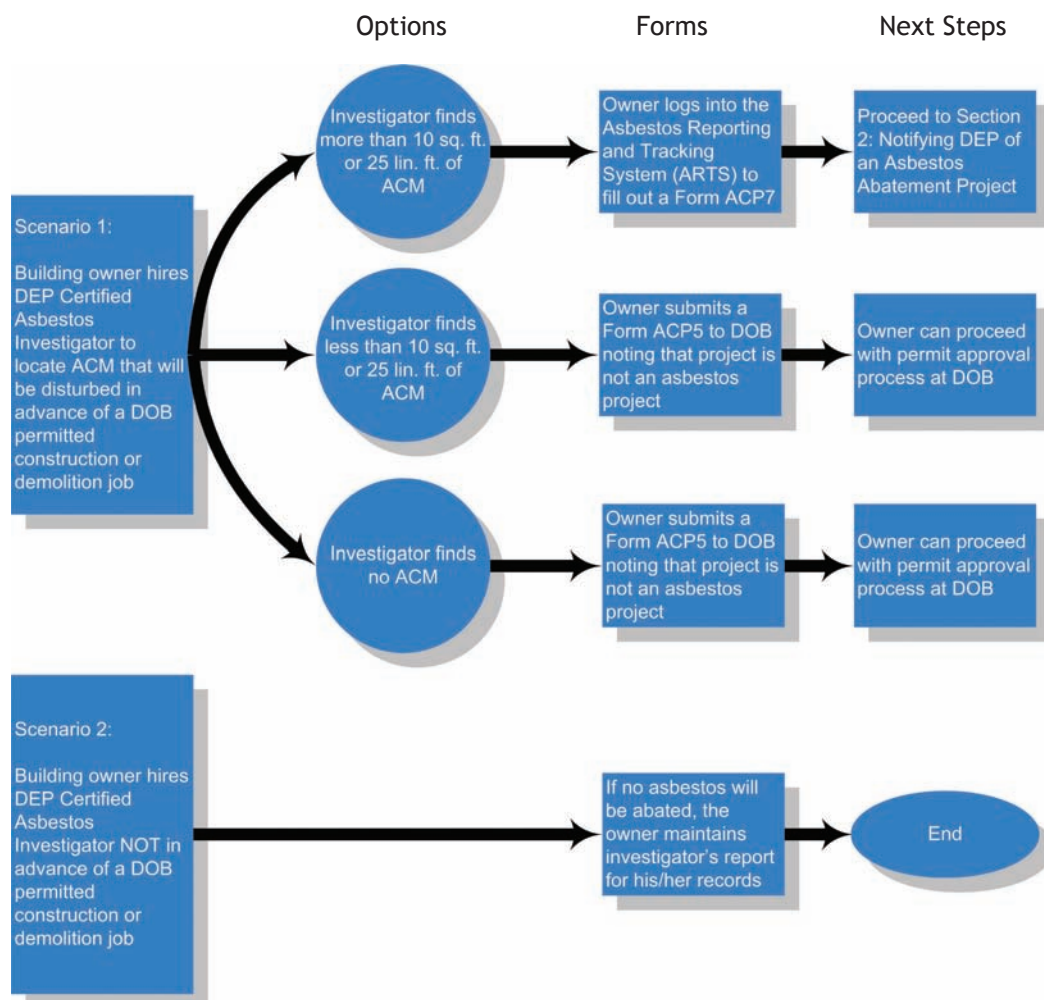 Options
Forms
Next Steps
Scenario 1:
Building owner hires
DEP Certified
Asbestos
Investigator to
locate ACM that will
be disturbed in
advance of a DOB
permitted
construction or
demolition job
Investigator finds
more than 10 sq. ft.
or 25 lin. ft. of
ACM
Owner logs into the
Asbestos Reporting
and Tracking
System (ARTS) to
fill out a Form ACP7
Proceed to Section
2: Notifying DEP of
an Asbestos
Abatement Project
Investigator finds
less than 10 sq. ft.
or 25 lin. ft. of
ACM
Owner submits a
Form ACP5 to DOB
noting that project is
not an asbestos
project
Owner can proceed
with permit approval
process at DOB
Investigator finds
no ACM
Owner submits a
Form ACP5 to DOB
noting that project is
not an asbestos
project
Owner can proceed
with permit approval
process at DOB
Scenario 2:
Building owner hires
DEP Certified
Asbestos
Investigator NOT in
advance of a DOB
permitted
construction or
demolition job
If no asbestos will
be abated, the
owner maintains
investigator's report
for his/her records
End